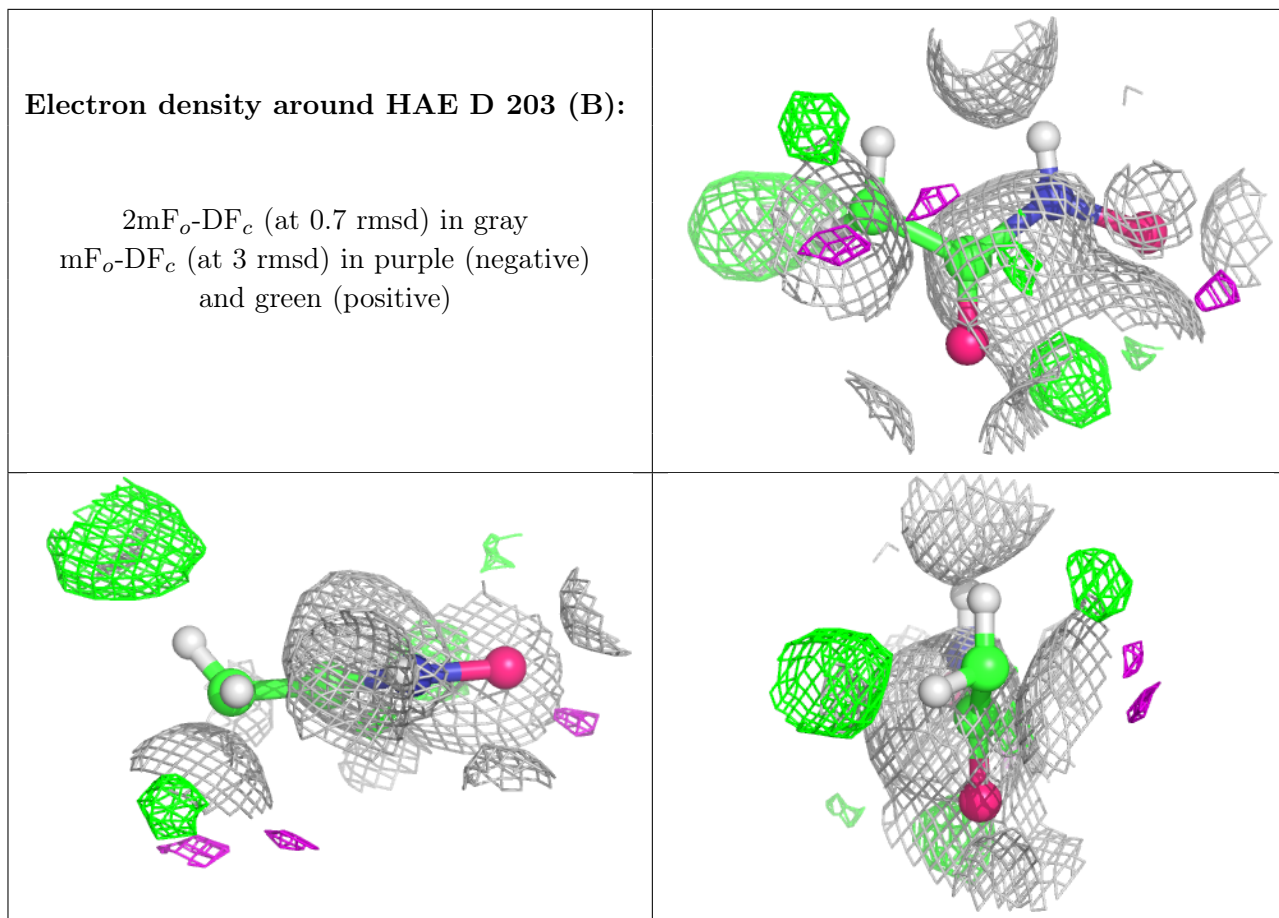 Electron density around HAE D 203 (B):
2mFo-DFc (at 0.7 rmsd) in gray
mFo-DFc (at 3 rmsd) in purple (negative)
and green (positive)